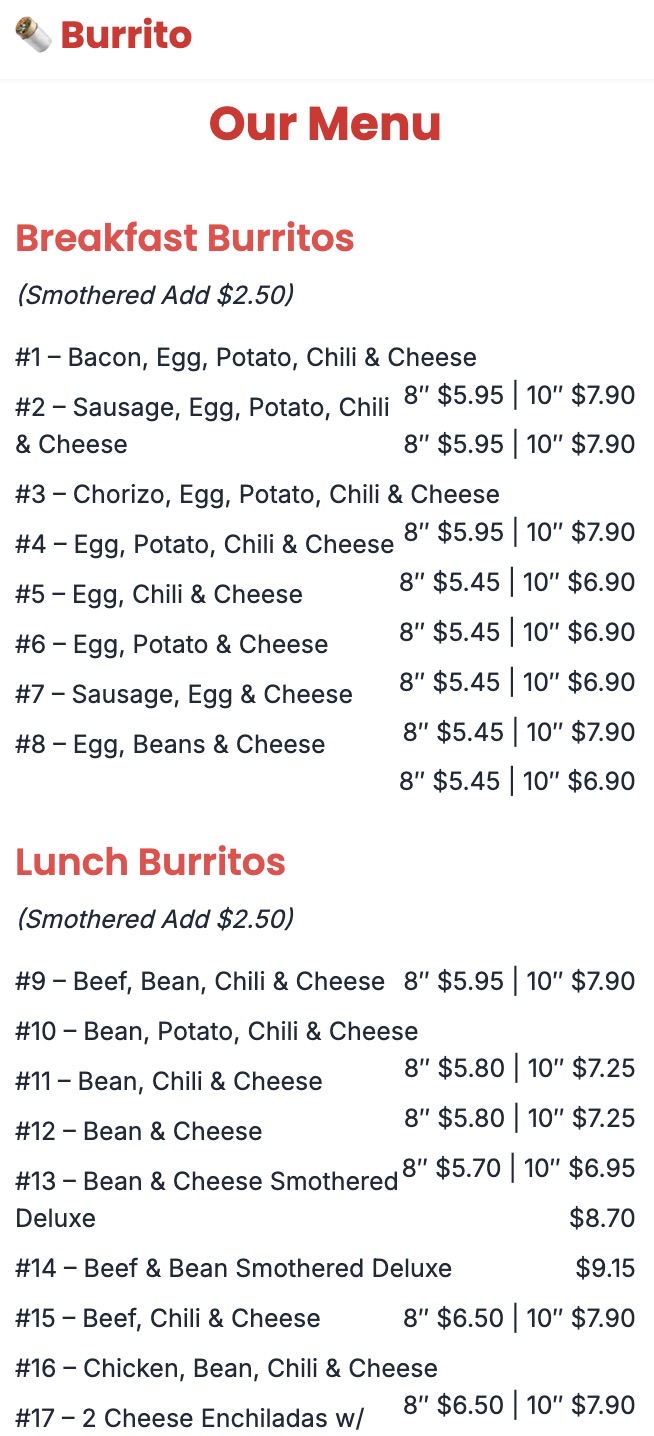 Burrito
Our Menu
Breakfast Burritos
(Smothered Add $2.50)
#1 – Bacon, Egg, Potato, Chili & Cheese
8″ $5.95 | 10″ $7.90
#2 – Sausage, Egg, Potato, Chili
& Cheese
8″ $5.95 | 10″ $7.90
#3 – Chorizo, Egg, Potato, Chili & Cheese
8″ $5.95 | 10″ $7.90
#4 – Egg, Potato, Chili & Cheese
8″ $5.45 | 10″ $6.90
#5 – Egg, Chili & Cheese
8″ $5.45 | 10″ $6.90
#6 – Egg, Potato & Cheese
8″ $5.45 | 10″ $6.90
#7 – Sausage, Egg & Cheese
8″ $5.45 | 10″ $7.90
#8 – Egg, Beans & Cheese
8″ $5.45 | 10″ $6.90
Lunch Burritos
(Smothered Add $2.50)
#9 – Beef, Bean, Chili & Cheese 8″ $5.95 | 10″ $7.90
#10 – Bean, Potato, Chili & Cheese
8″ $5.80 | 10″ $7.25
#11 – Bean, Chili & Cheese
8″ $5.80 | 10″ $7.25
#12 – Bean & Cheese
8″ $5.70 | 10″ $6.95
#13 – Bean & Cheese Smothered
Deluxe $8.70
#14 – Beef & Bean Smothered Deluxe $9.15
#15 – Beef, Chili & Cheese 8″ $6.50 | 10″ $7.90
#16 – Chicken, Bean, Chili & Cheese
8″ $6.50 | 10″ $7.90
#17 – 2 Cheese Enchiladas w/